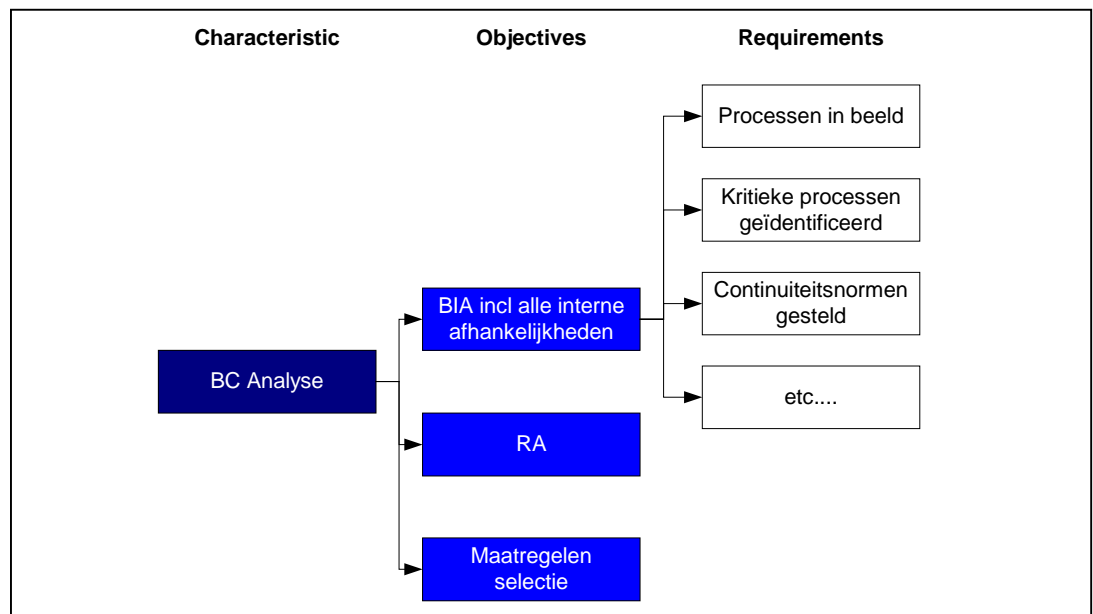 Characteristic
Objectives
Requirements
Processen in beeld
Kritieke processen
geïdentificeerd
BIA incl alle interne
afhankelijkheden
Continuiteitsnormen
gesteld
BC Analyse
etc....
RA
Maatregelen
selectie